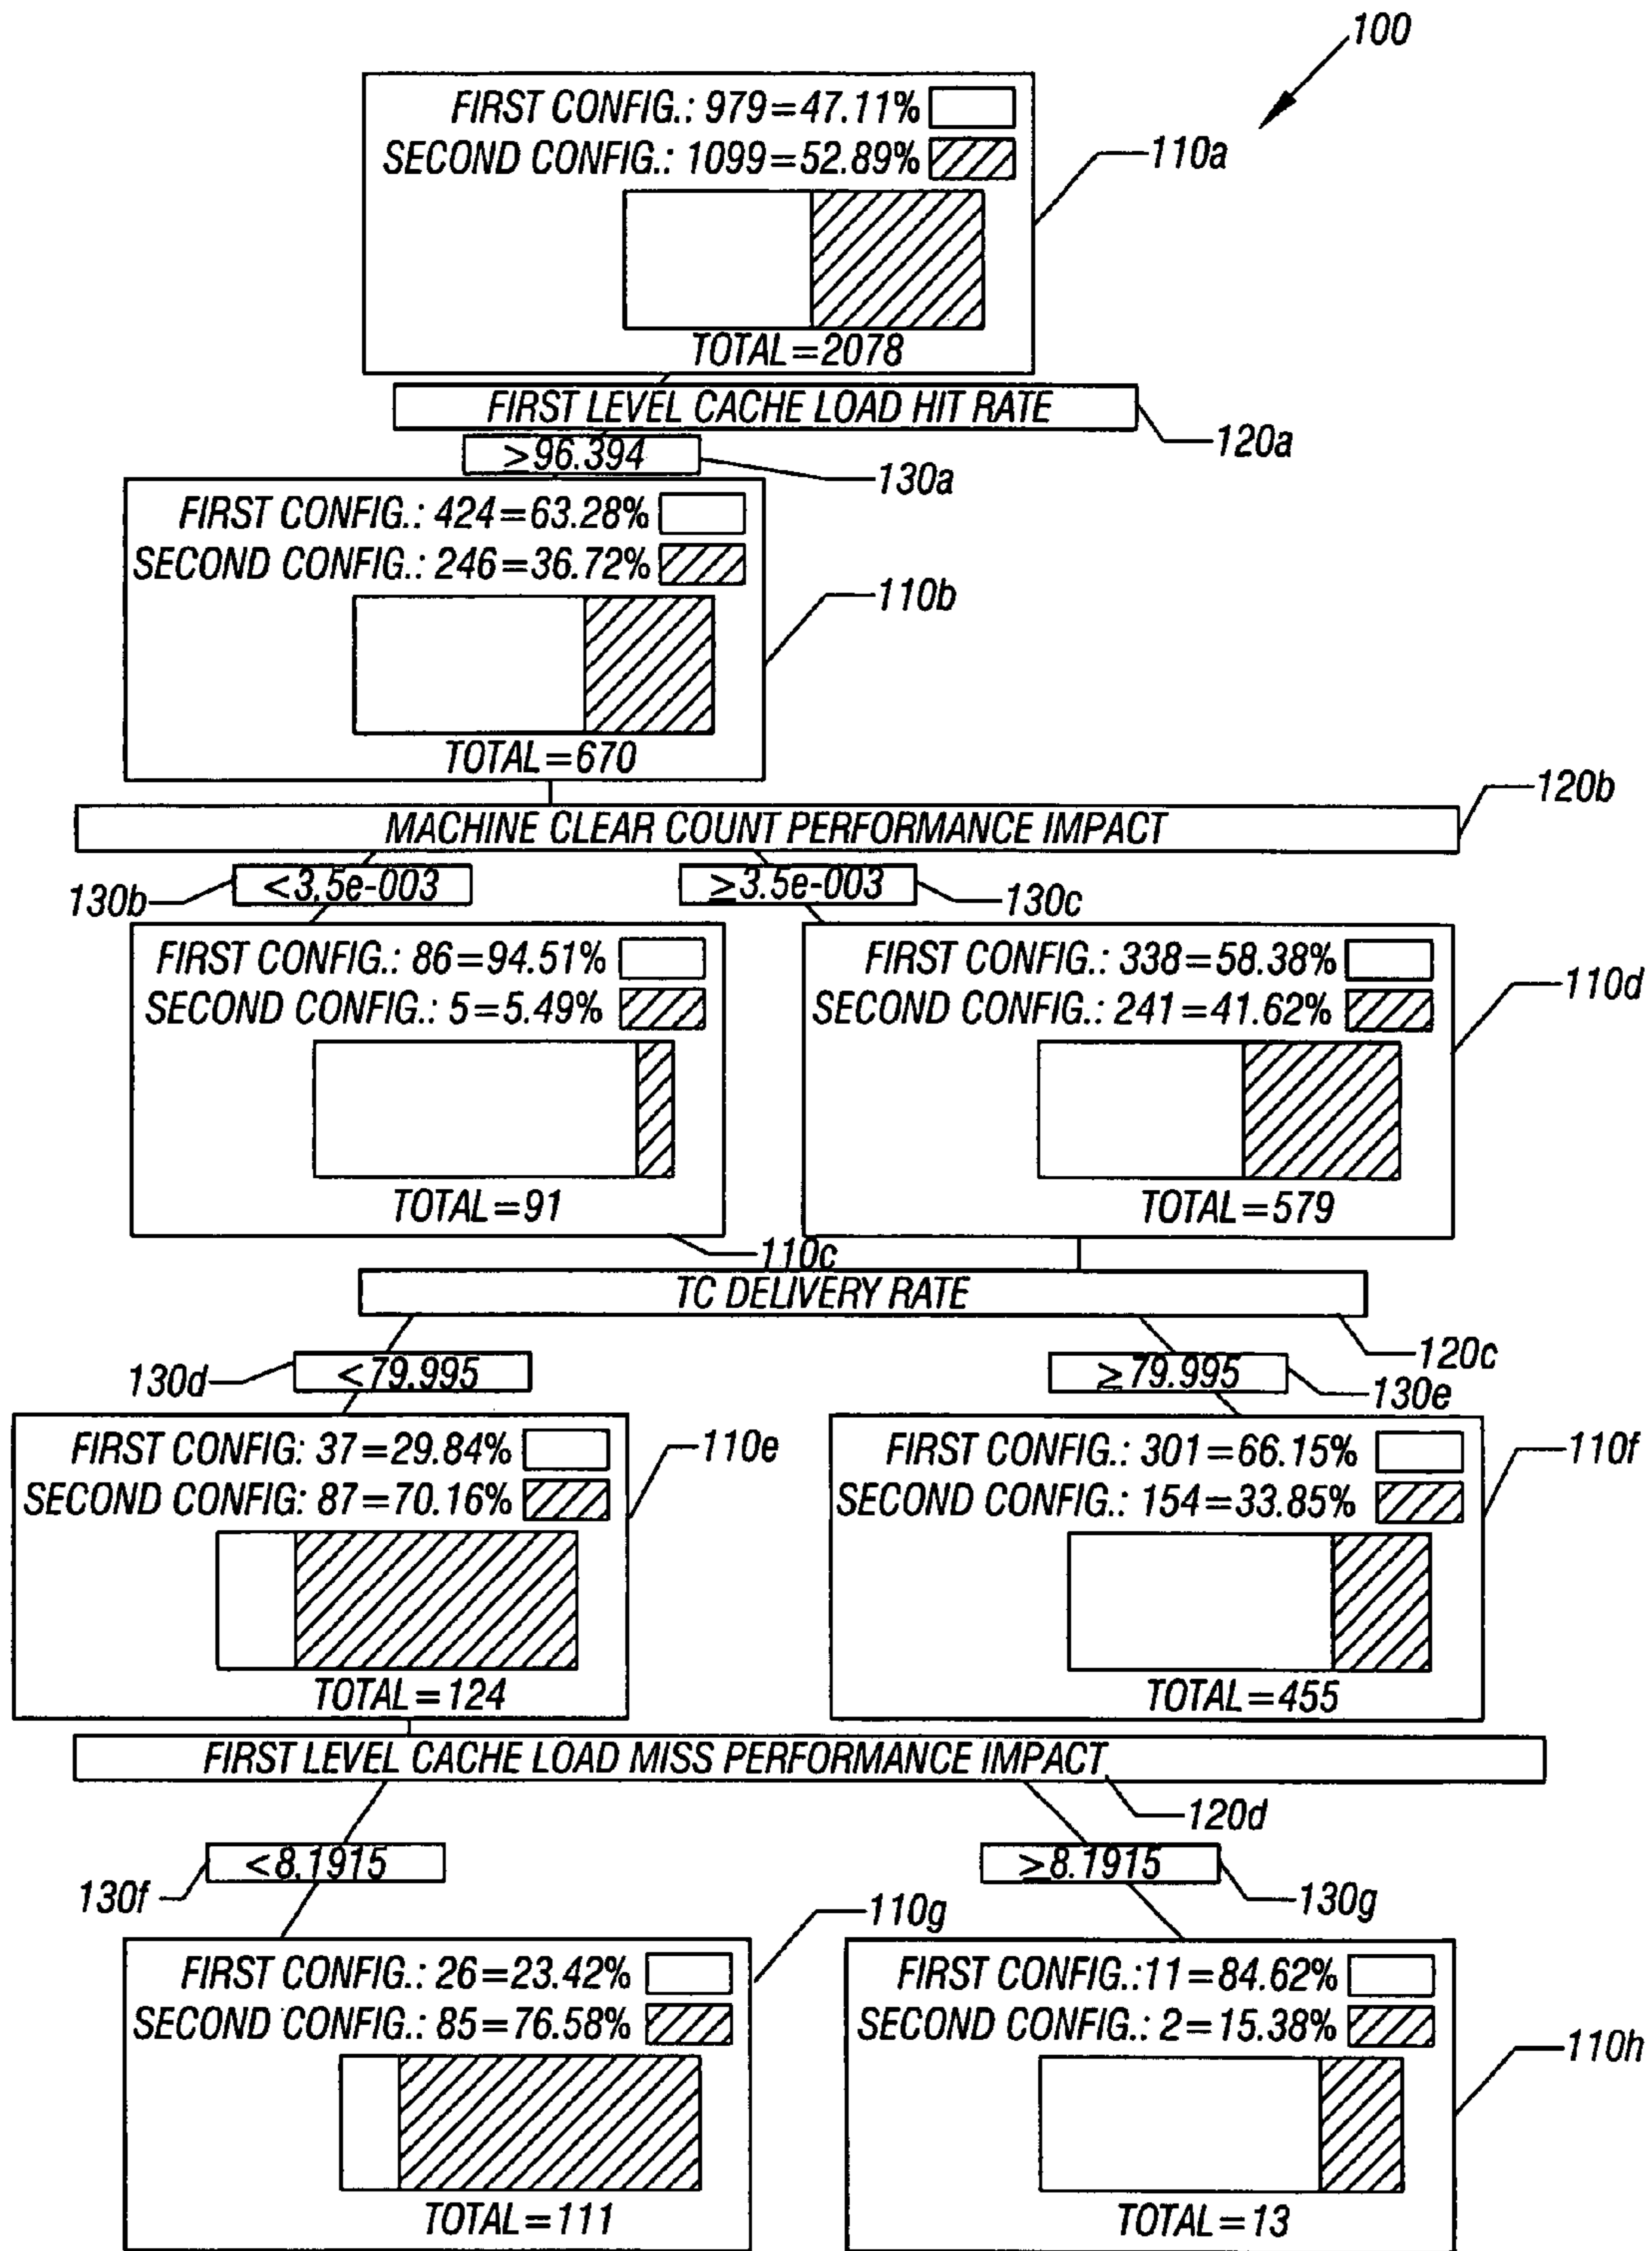 100
FIRST CONFIG.: 979=47.11%
SECOND CONFIG.: 1099=52.89%
110a
TOTAL=2078
FIRST LEVEL CACHE LOAD HIT RATE
120a
≥96.394
130a
FIRST CONFIG.: 424=63.28%
SECOND CONFIG.: 246=36.72%
110b
TOTAL=670
120b
MACHINE CLEAR COUNT PERFORMANCE IMPACT
130b
<3.5e-003
≥3.5e-003
130c
FIRST CONFIG.: 86=94.51%
SECOND CONFIG.: 5=5.49%
TOTAL=91
110c
FIRST CONFIG.: 338=58.38%
SECOND CONFIG.: 241=41.62%
110d
TOTAL=579
TC DELIVERY RATE
120c
130d
<79.995
≥79.995
130e
FIRST CONFIG: 37=29.84%
SECOND CONFIG: 87=70.16%
110e
TOTAL=124
FIRST CONFIG.: 301=66.15%
SECOND CONFIG.: 154=33.85%
110f
TOTAL=455
FIRST LEVEL CACHE LOAD MISS PERFORMANCE IMPACT
120d
130f
<8.1915
≥8.1915
130g
110g
FIRST CONFIG.: 26=23.42%
SECOND CONFIG.: 85=76.58%
TOTAL=111
FIRST CONFIG.:11=84.62%
SECOND CONFIG.: 2=15.38%
110h
TOTAL=13